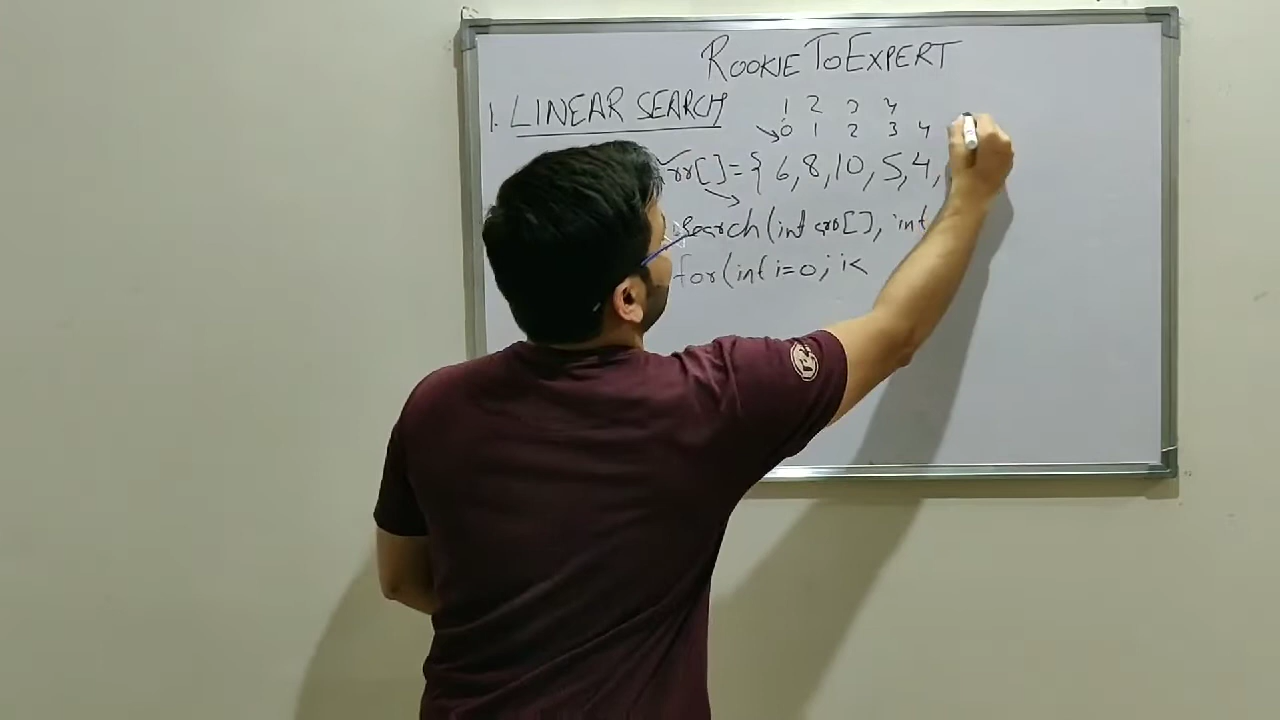 ROOKIETOEXPERT
1. LINEAR SEARCH
1 2 3 4
0 1 2 3 4
rr[]={ 6, 8, 10, 5, 4,
search(int arr[], int
for(int i=0; i<